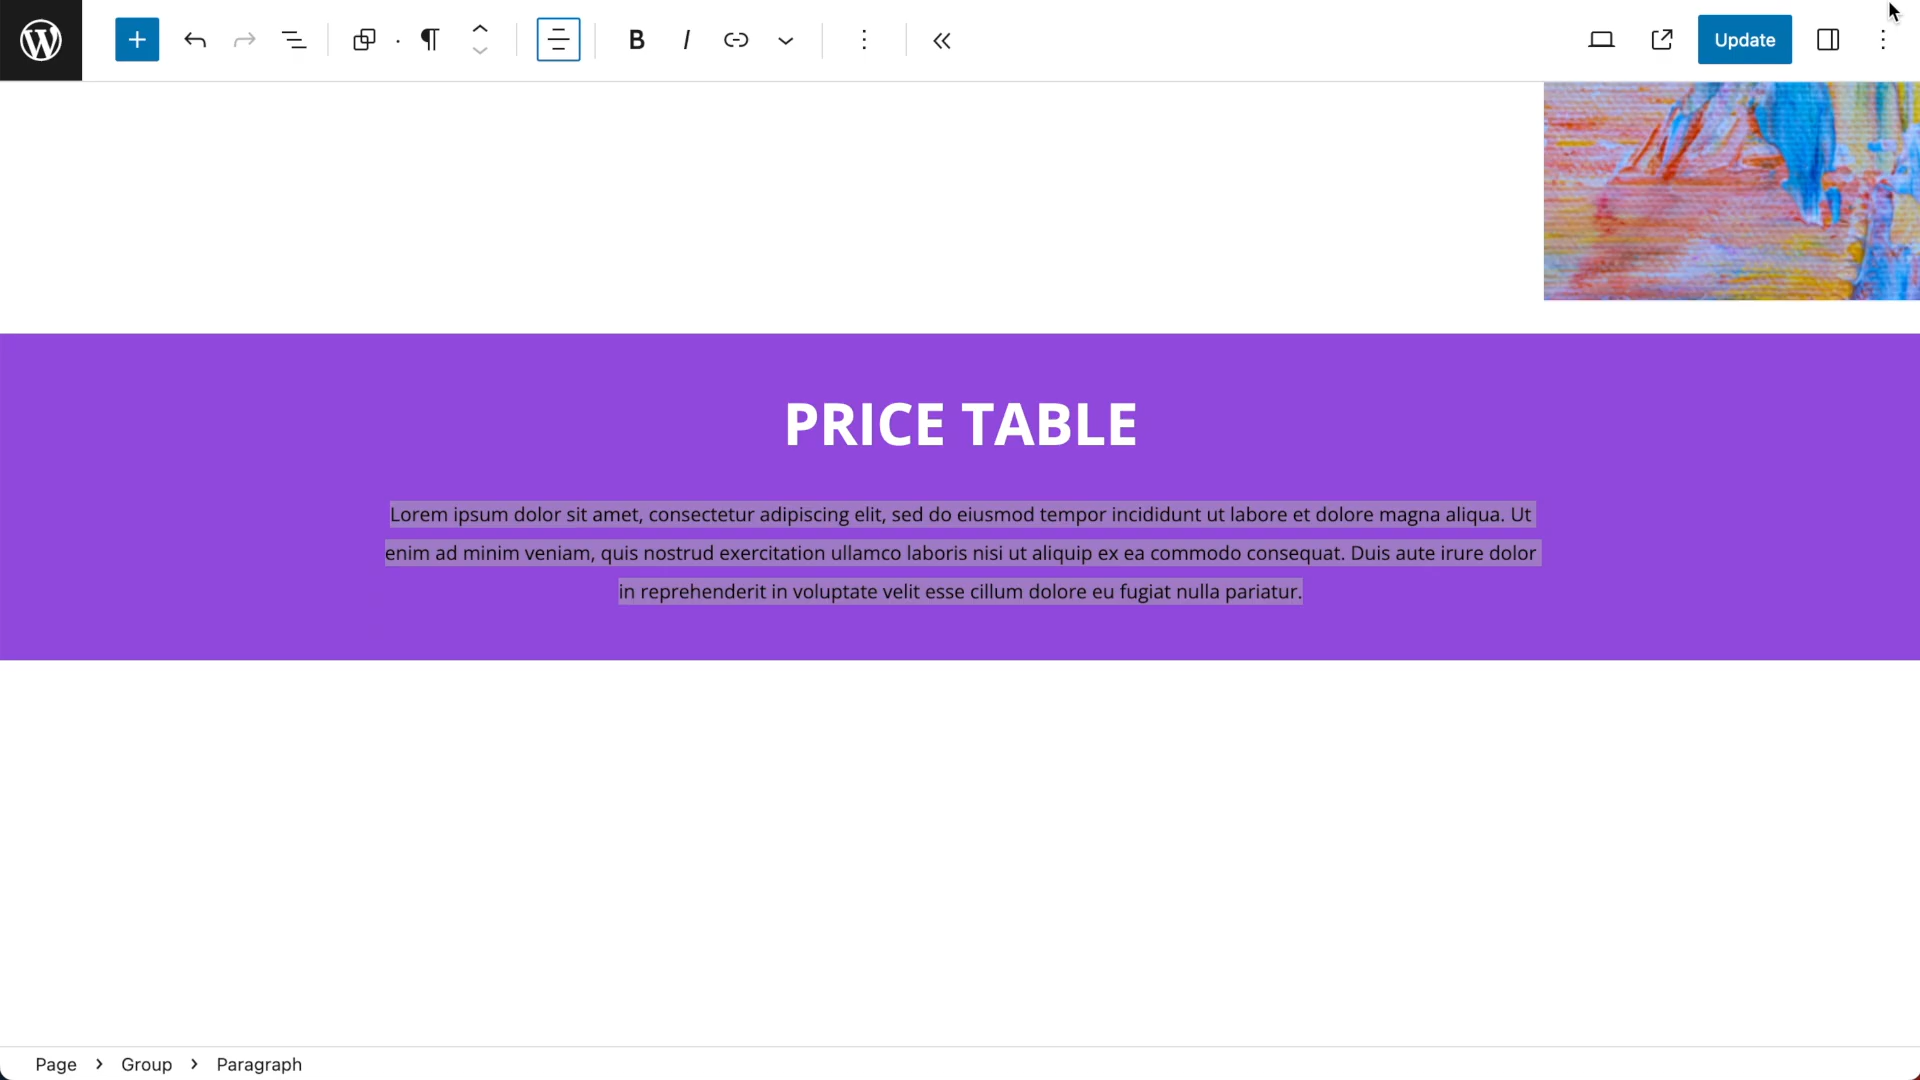 Update
PRICE TABLE
Lorem ipsum dolor sit amet, consectetur adipiscing elit, sed do eiusmod tempor incididunt ut labore et dolore magna aliqua. Ut
enim ad minim veniam, quis nostrud exercitation ullamco laboris nisi ut aliquip ex ea commodo consequat. Duis aute irure dolor
in reprehenderit in voluptate velit esse cillum dolore eu fugiat nulla pariatur.
Page > Group > Paragraph